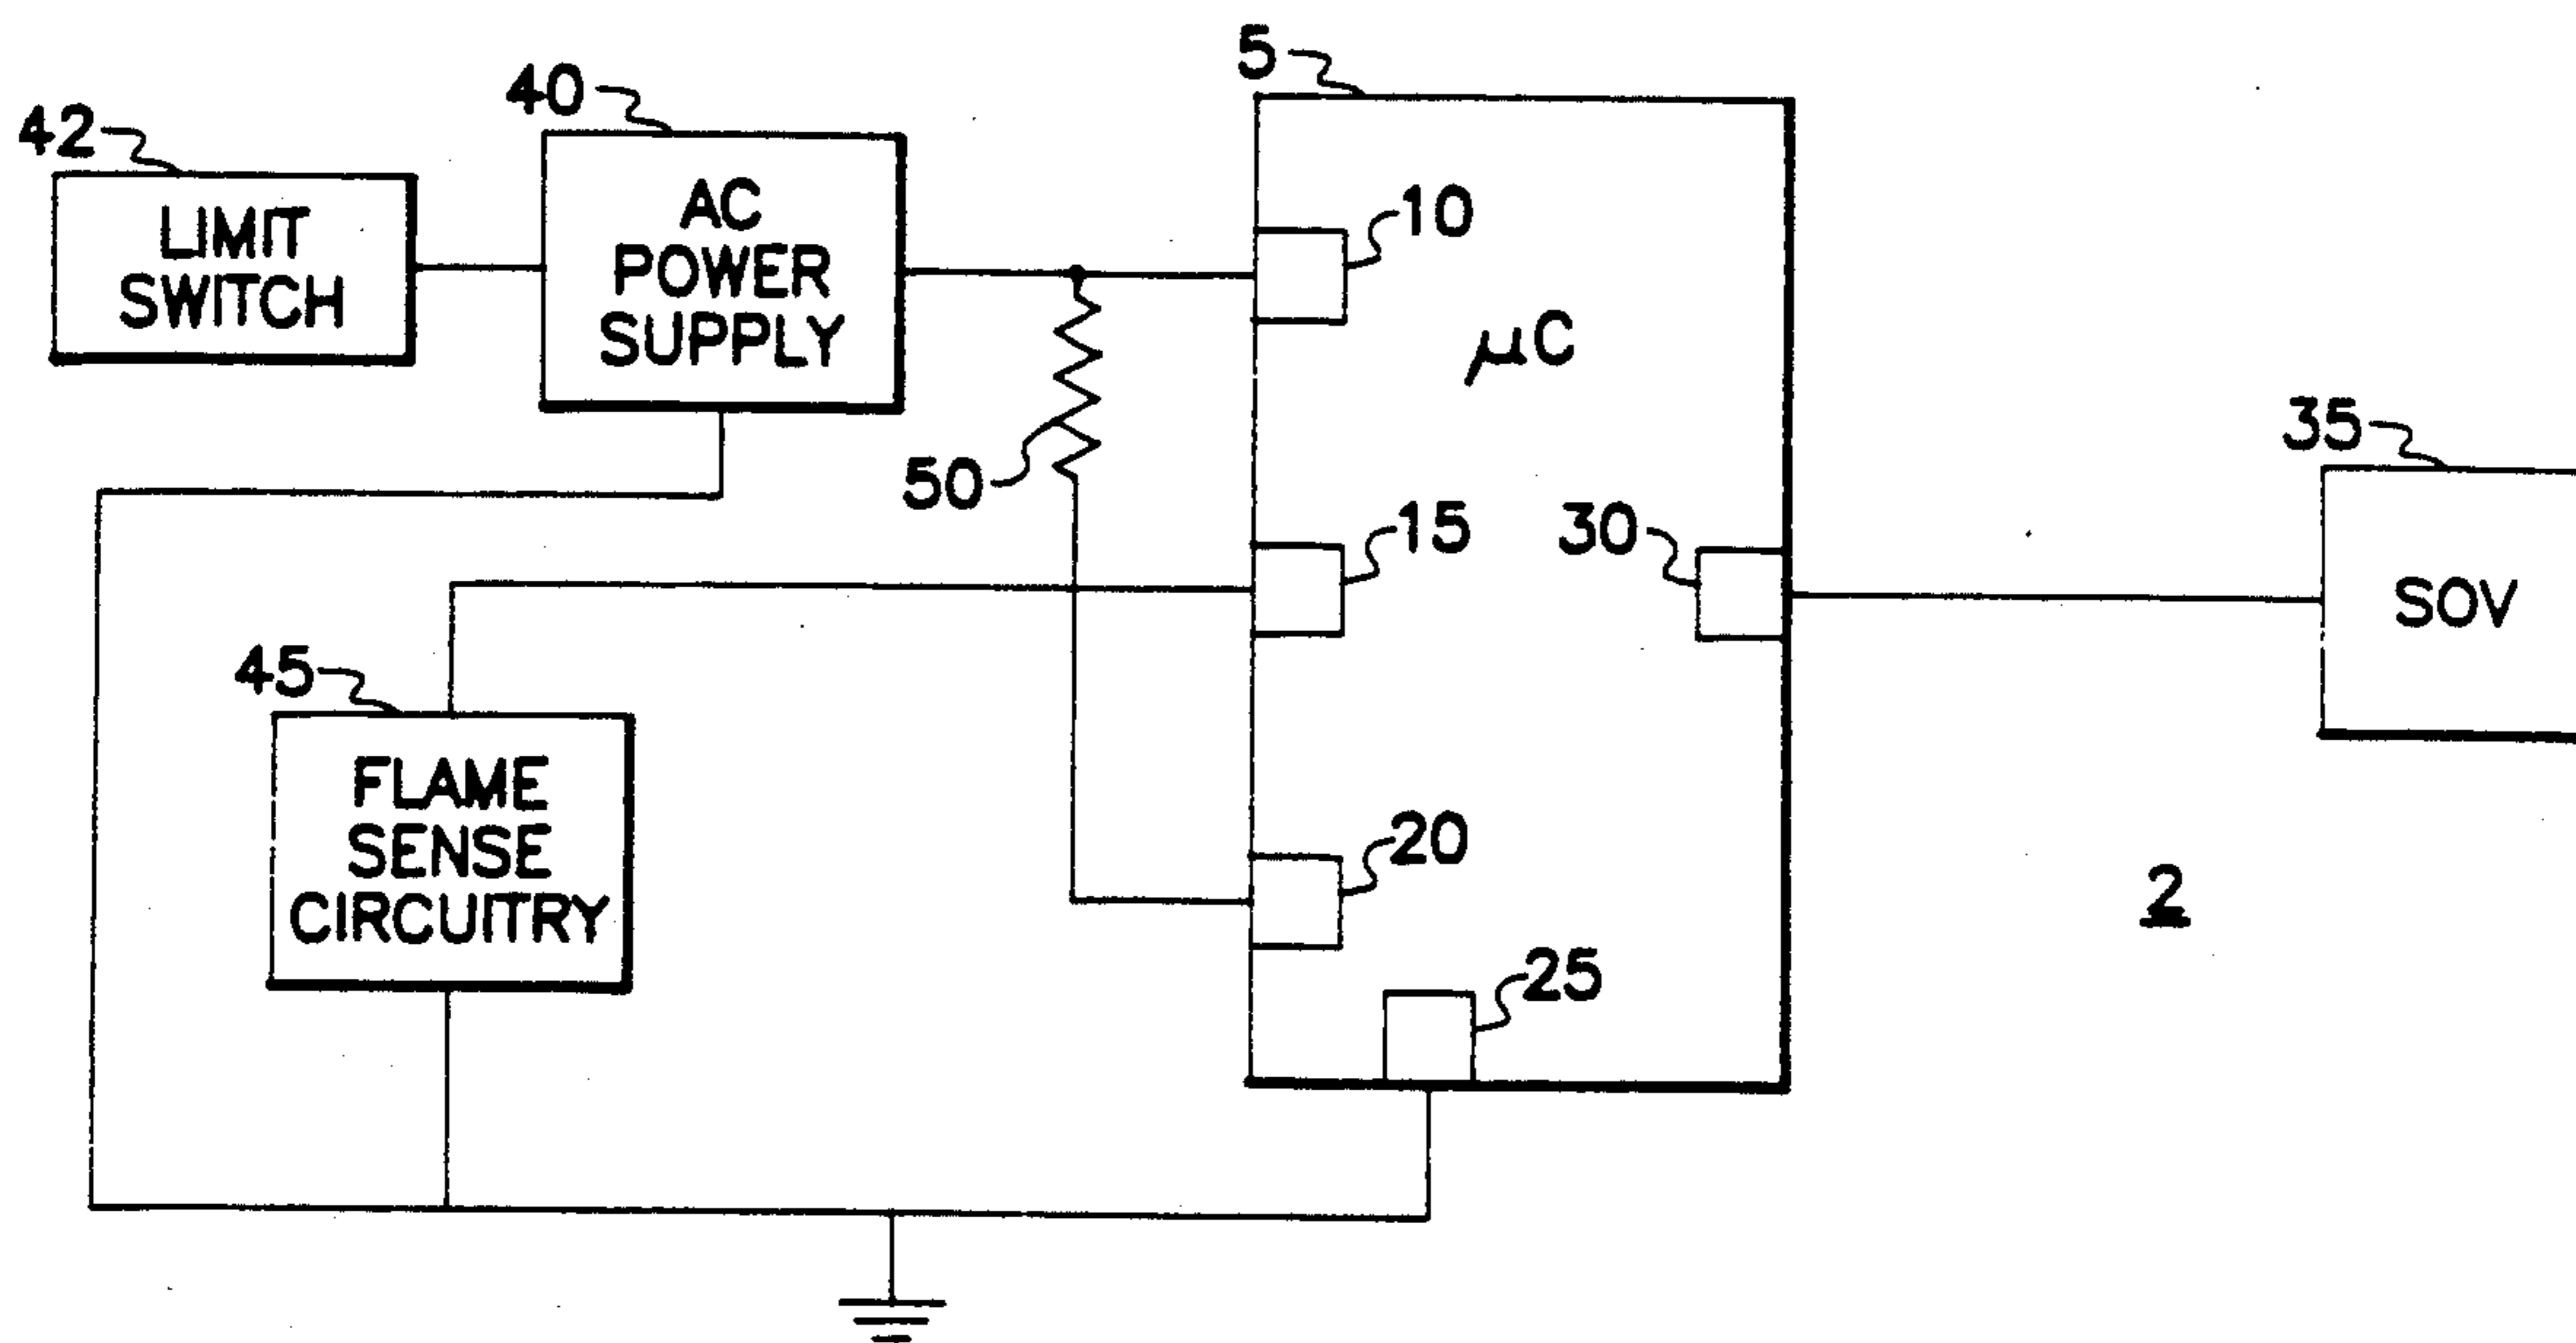 5
40
42
LIMIT
SWITCH
AC
POWER
SUPPLY
10
μC
35
50
15
30
SOV
45
FLAME
SENSE
CIRCUITRY
20
25
2